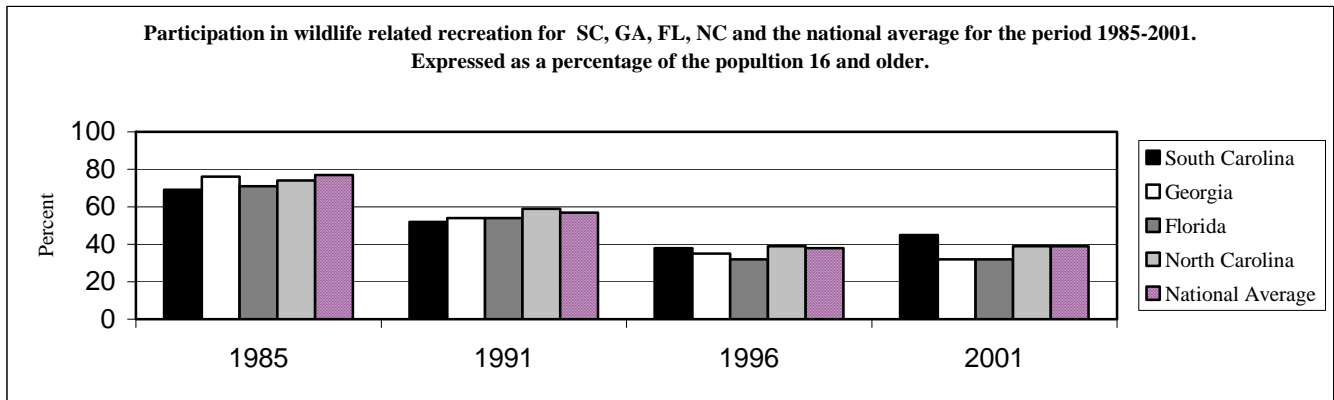 Participation in wildlife related recreation for SC, GA, FL, NC and the national average for the period 1985-2001.
Expressed as a percentage of the popultion 16 and older.
Percent
100
80
60
40
20
0
1985
1991
1996
2001
South Carolina
Georgia
Florida
North Carolina
National Average